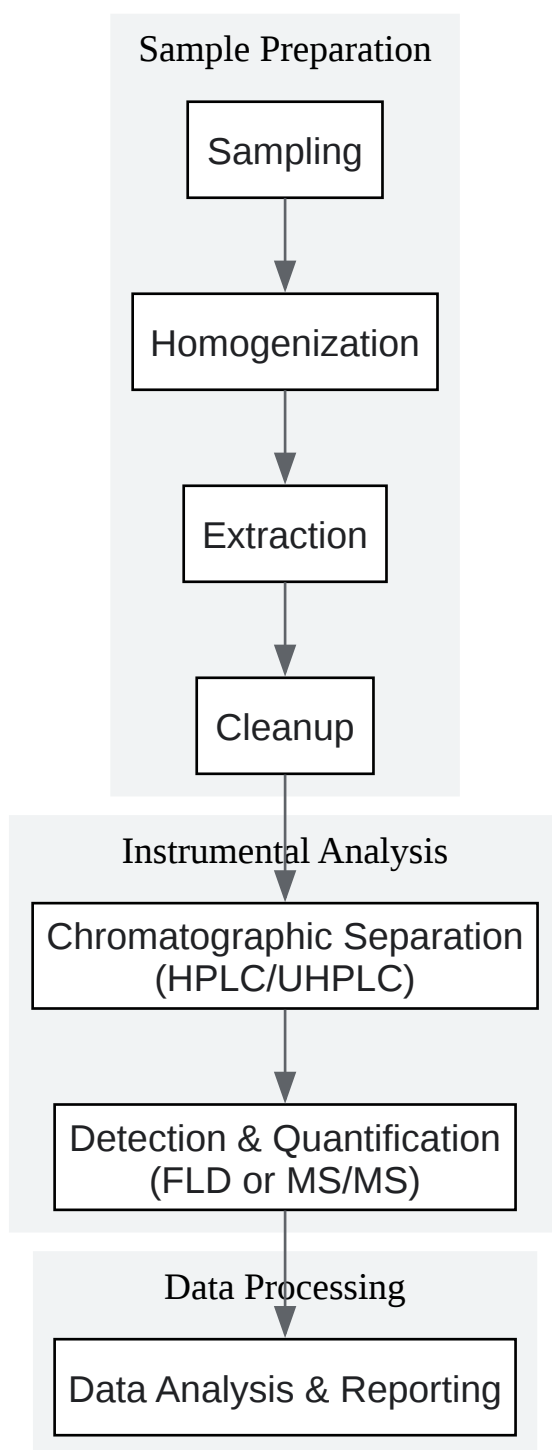 Sample Preparation
Sampling
Homogenization
Extraction
Cleanup
Instrumental Analysis
Chromatographic Separation
(HPLC/UHPLC)
Detection & Quantification
(FLD or MS/MS)
Data Processing
Data Analysis & Reporting